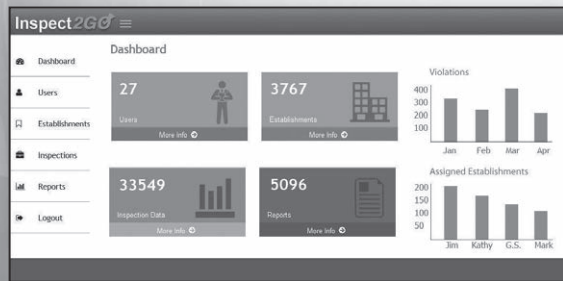 Inspect2GO
Dashboard
Users
Establishments
Inspections
Reports
Logout
Dashboard
27
Users
More Info
3767
Establishments
More Info
33549
Inspection Data
More Info
5096
Reports
More Info
Violations
400
300
200
100
Jan Feb Mar Apr
Assigned Establishments
200
150
100
50
Jim Kathy G.S. Mark